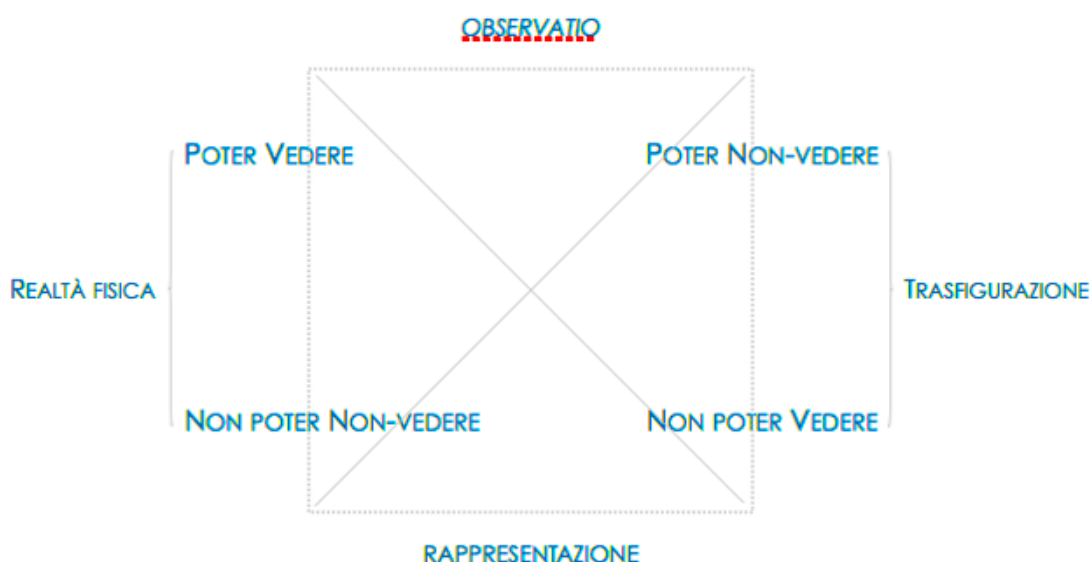 OBSERVATIO
POTER VEDERE
POTER NON-VEDERE
REALTÀ FISICA
TRASFIGURAZIONE
NON POTER NON-VEDERE
NON POTER VEDERE
RAPPRESENTAZIONE